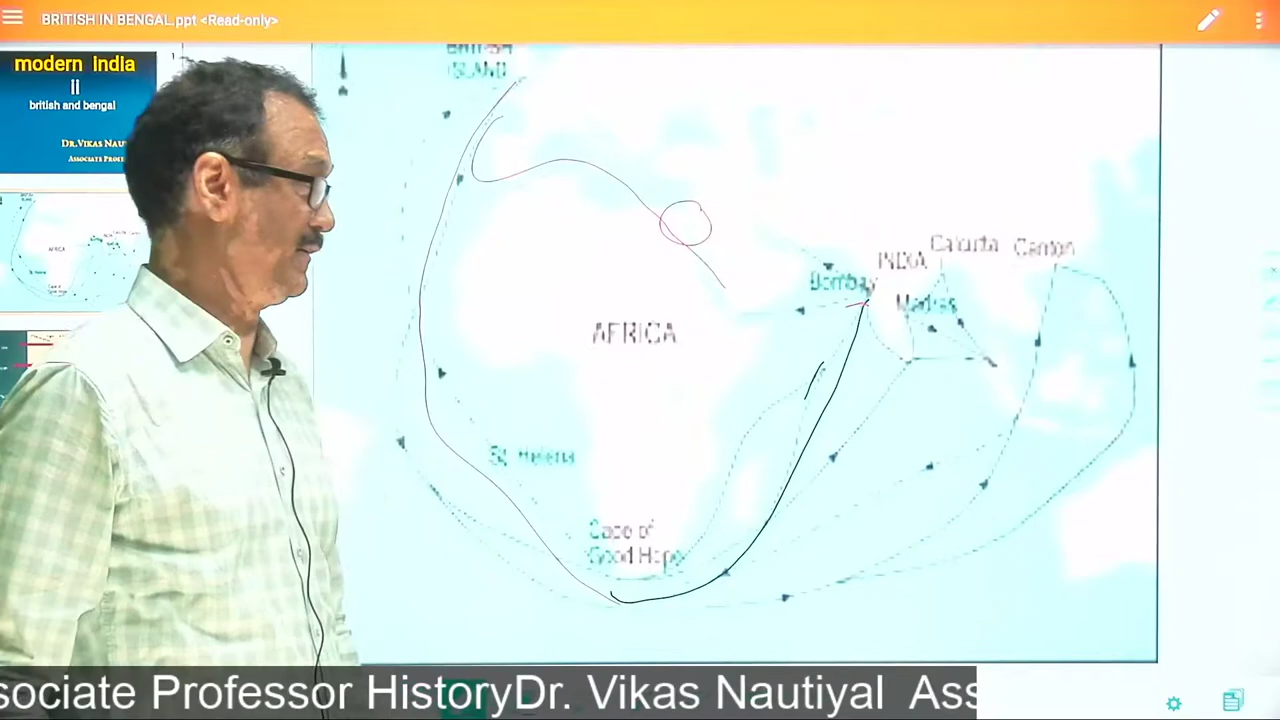 BRITISH IN BENGAL.ppt <Read-only>
modern india
II
british and bengal
DR.VIKAS NAU
ASSOCIATE PROF
BRITISH
ISLAND
Calcutta Canton
INDIA
Bombay
Madras
AFRICA
AFRICA
St. Helena
Cape of
Good Hope
sociate Professor HistoryDr. Vikas Nautiyal Ass